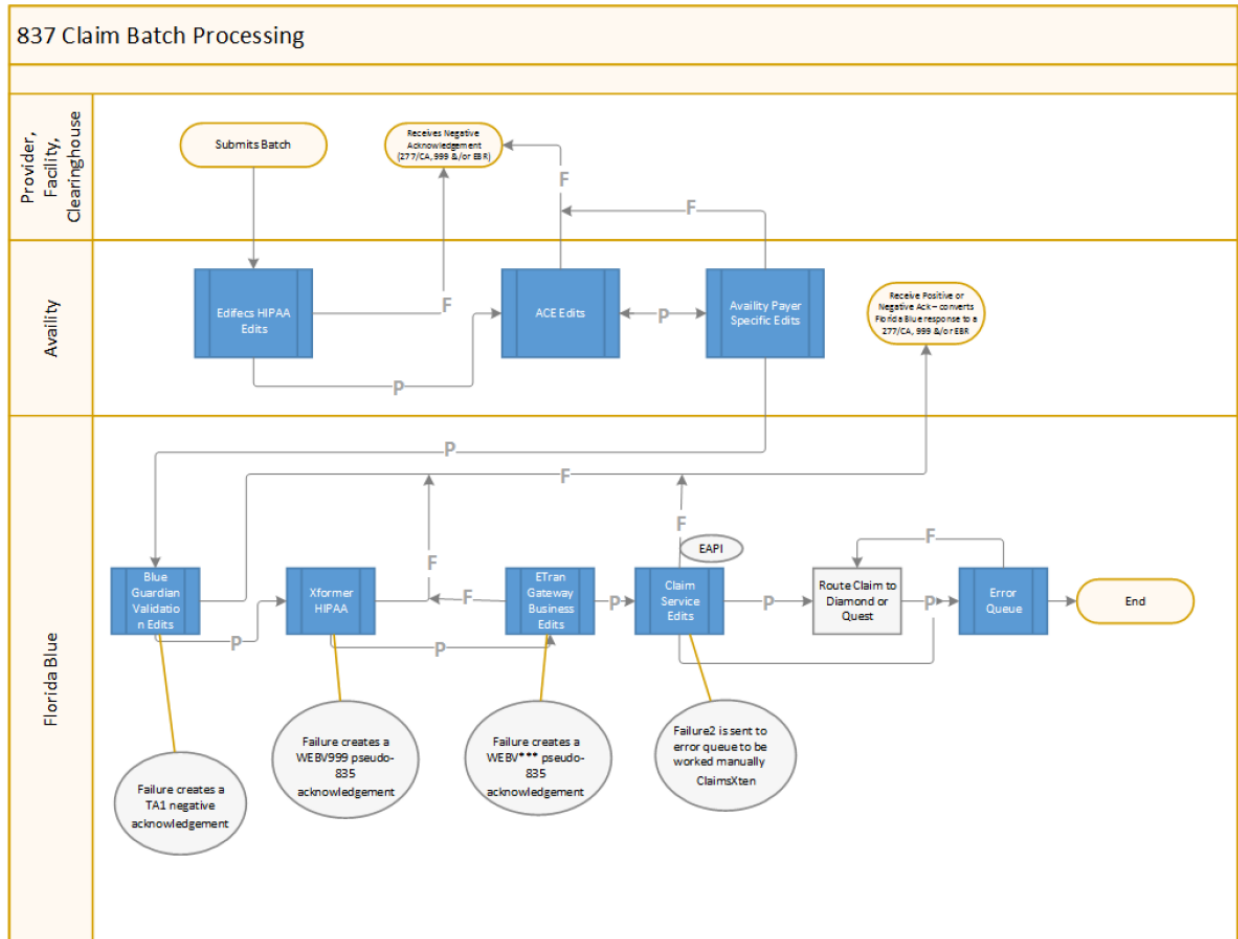 837 Claim Batch Processing
Provider,
Facility,
Clearinghouse
Submits Batch
Receives Negative
Acknowledgement
(277/CA, 999 &/or EBR)
F
F
F
Availity
Edifecs HIPAA
Edits
ACE Edits
P
Availity Payer
Specific Edits
Receive Positive or
Negative Ack – converts
Florida Blue response to a
277/CA, 999 &/or EBR
P
Florida Blue
P
F
F
F
EAPI
F
F
Blue
Guardian
Validatio
n Edits
P
Xformer
HIPAA
P
ETran
Gateway
Business
Edits
P
Claim
Service
Edits
P
Route Claim to
Diamond or
Quest
P
Error
Queue
End
Failure creates a
TA1 negative
acknowledgement
Failure creates a
WEBV999 pseudo-
835
acknowledgement
Failure creates a
WEBV*** pseudo-
835
acknowledgement
Failure2 is sent to
error queue to be
worked manually
ClaimsXten